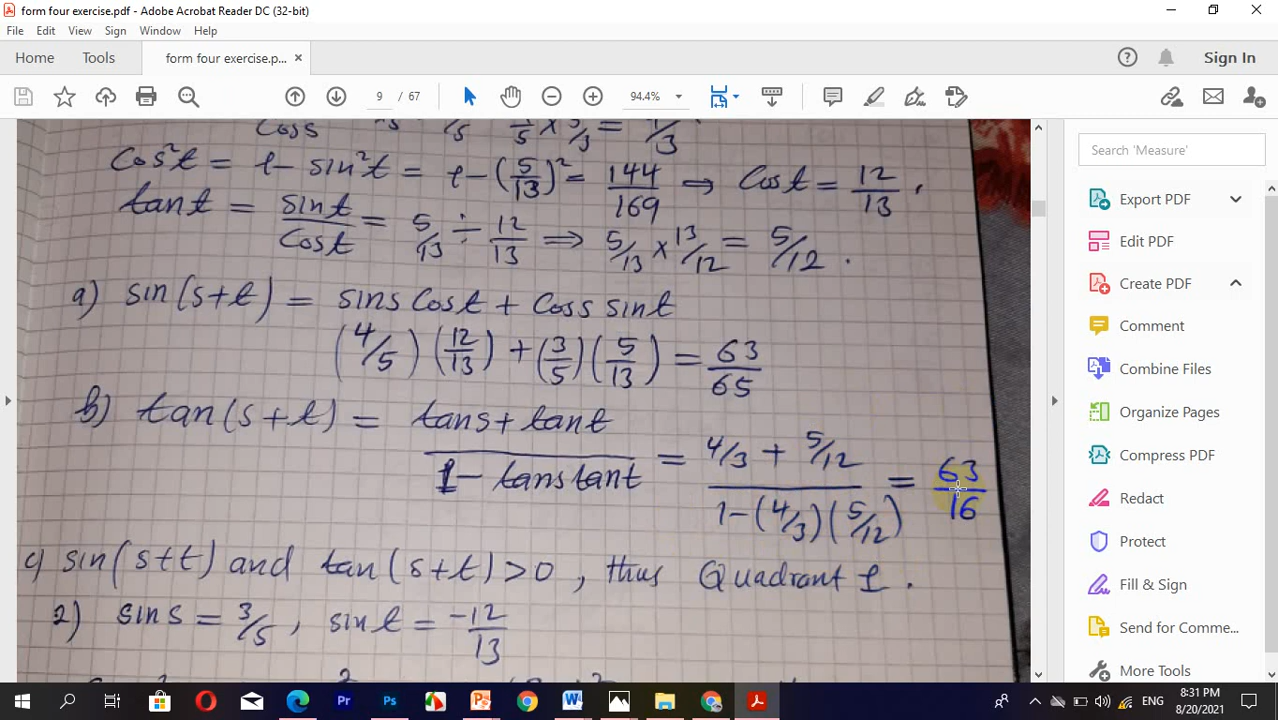 form four exercise.pdf - Adobe Acrobat Reader DC (32-bit)
File Edit View Sign Window Help
Home Tools form four exercise.p... × Sign In
9 / 67 94.4%
Cos²t = 1 - sin²t = 1 - (5/13)² = 144/169 ⇒ Cost = 12/13 .
tant = sint/Cost = 5/13 ÷ 12/13 ⇒ 5/13 × 13/12 = 5/12 .
a) sin(s+t) = sins Cost + Coss sint
(4/5) (12/13) + (3/5) (5/13) = 63/65
b) tan(s+t) = tans + tant / 1 - tanstant = 4/3 + 5/12 / 1-(4/3)(5/12) = 63/16
c) sin(s+t) and tan(s+t) > 0 , thus Quadrant 1 .
2) sins = 3/5 , sint = -12/13
Search 'Measure'
Export PDF
Edit PDF
Create PDF
Comment
Combine Files
Organize Pages
Compress PDF
Redact
Protect
Fill & Sign
Send for Comme...
More Tools
Pr Ps ENG 8:31 PM
8/20/2021